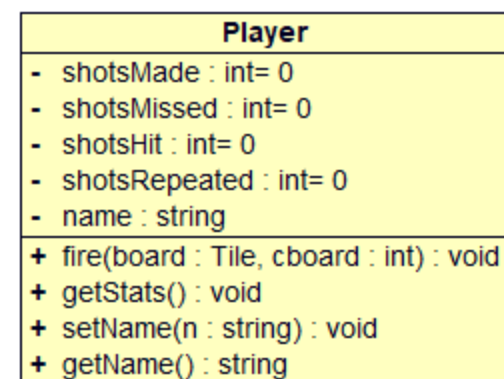 Player
- shotsMade : int= 0
- shotsMissed : int= 0
- shotsHit : int= 0
- shotsRepeated : int= 0
- name : string
+ fire(board : Tile, cboard : int) : void
+ getStats() : void
+ setName(n : string) : void
+ getName() : string